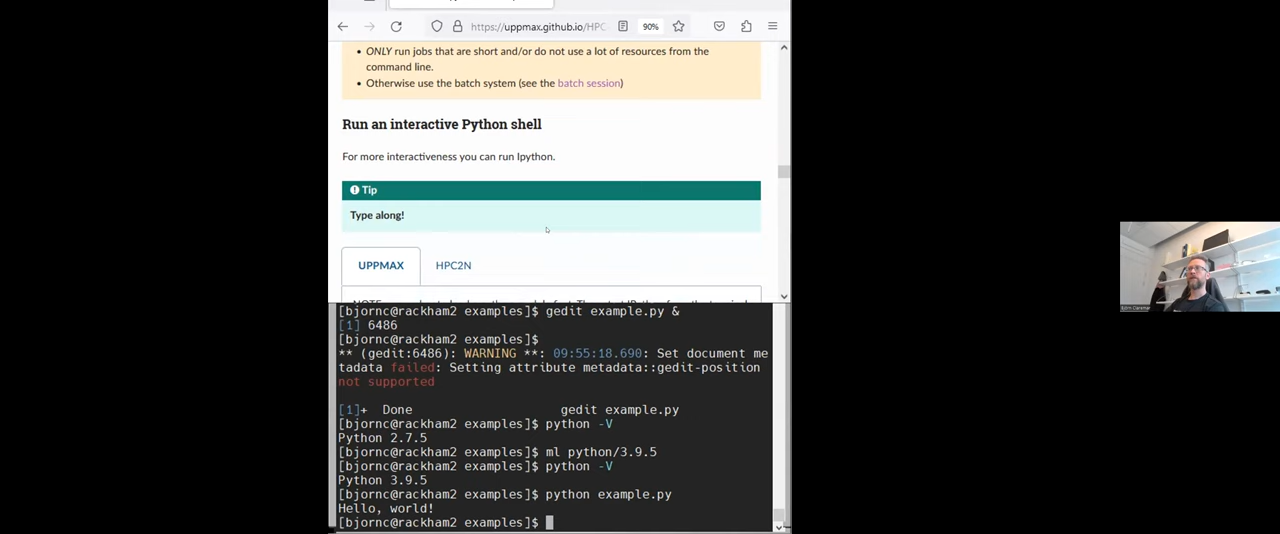 https://uppmax.github.io/HPC
90%
• ONLY run jobs that are short and/or do not use a lot of resources from the
command line.
• Otherwise use the batch system (see the batch session)
Run an interactive Python shell
For more interactiveness you can run Ipython.
Tip
Type along!
UPPMAX HPC2N
[bjornc@rackham2 examples]$ gedit example.py &
[1] 6486
[bjornc@rackham2 examples]$
** (gedit:6486): WARNING **: 09:55:18.690: Set document me
tadata failed: Setting attribute metadata::gedit-position
not supported
[1]+ Done gedit example.py
[bjornc@rackham2 examples]$ python -V
Python 2.7.5
[bjornc@rackham2 examples]$ ml python/3.9.5
[bjornc@rackham2 examples]$ python -V
Python 3.9.5
[bjornc@rackham2 examples]$ python example.py
Hello, world!
[bjornc@rackham2 examples]$